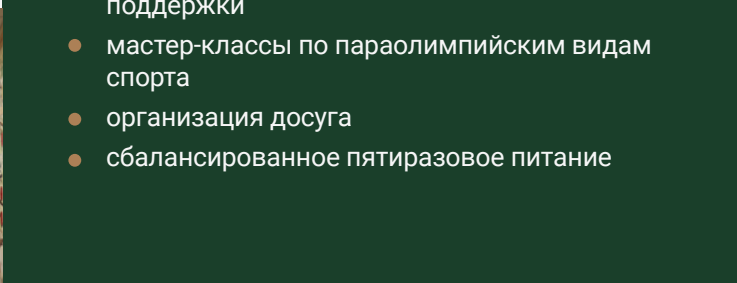 поддержки
мастер-классы по параолимпийским видам
спорта
организация досуга
сбалансированное пятиразовое питание